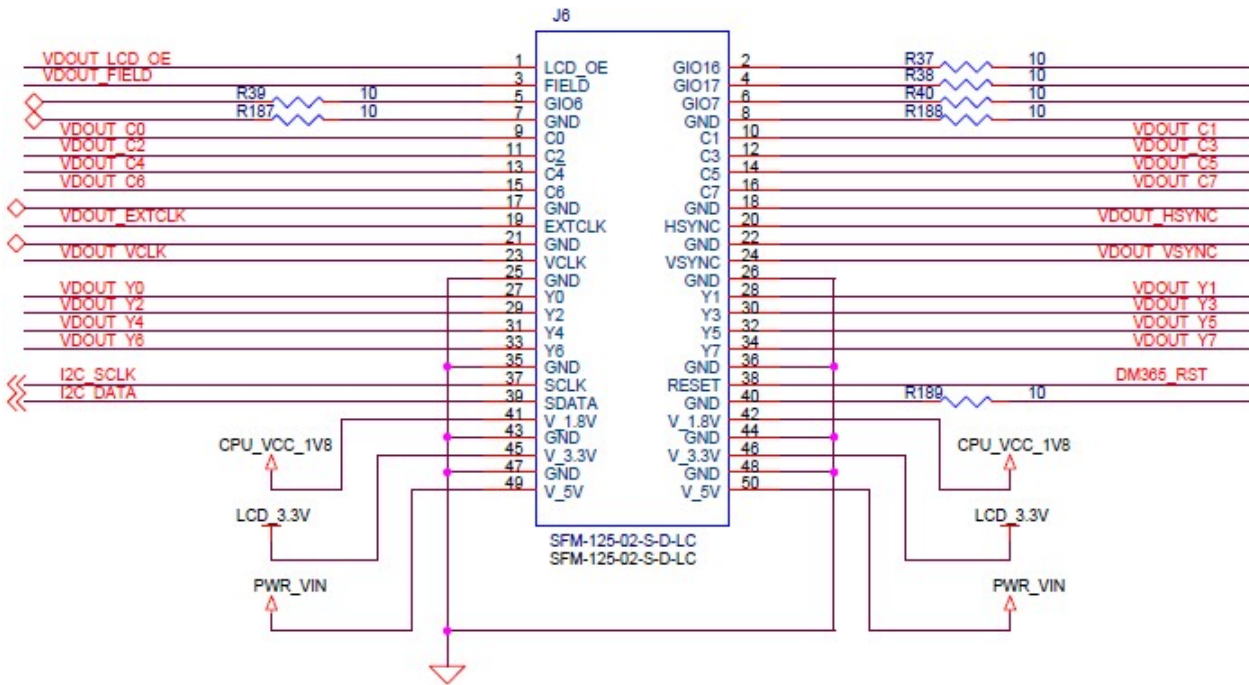 J6
VDOUT_LCD_OE 1 LCD_OE GIO16 2 R37 10
VDOUT_FIELD 3 FIELD GIO17 4 R38 10
R39 10 5 GIO6 GIO7 6 R40 10
R187 10 7 GND GND 8 R188 10
VDOUT_C0 9 C0 C1 10 VDOUT_C1
VDOUT_C2 11 C2 C3 12 VDOUT_C3
VDOUT_C4 13 C4 C5 14 VDOUT_C5
VDOUT_C6 15 C6 C7 16 VDOUT_C7
17 GND GND 18
VDOUT_EXTCLK 19 EXTCLK HSYNC 20 VDOUT_HSYNC
21 GND GND 22
VDOUT_VCLK 23 VCLK VSYNC 24 VDOUT_VSYNC
25 GND GND 26
VDOUT_Y0 27 Y0 Y1 28 VDOUT_Y1
VDOUT_Y2 29 Y2 Y3 30 VDOUT_Y3
VDOUT_Y4 31 Y4 Y5 32 VDOUT_Y5
VDOUT_Y6 33 Y6 Y7 34 VDOUT_Y7
35 GND GND 36
I2C_SCLK 37 SCLK RESET 38 DM365_RST
I2C_DATA 39 SDATA GND 40 R189 10
41 V_1.8V V_1.8V 42
CPU_VCC_1V8 43 GND GND 44 CPU_VCC_1V8
45 V_3.3V V_3.3V 46
47 GND GND 48
49 V_5V V_5V 50
LCD_3.3V LCD_3.3V
SFM-125-02-S-D-LC
SFM-125-02-S-D-LC
PWR_VIN PWR_VIN